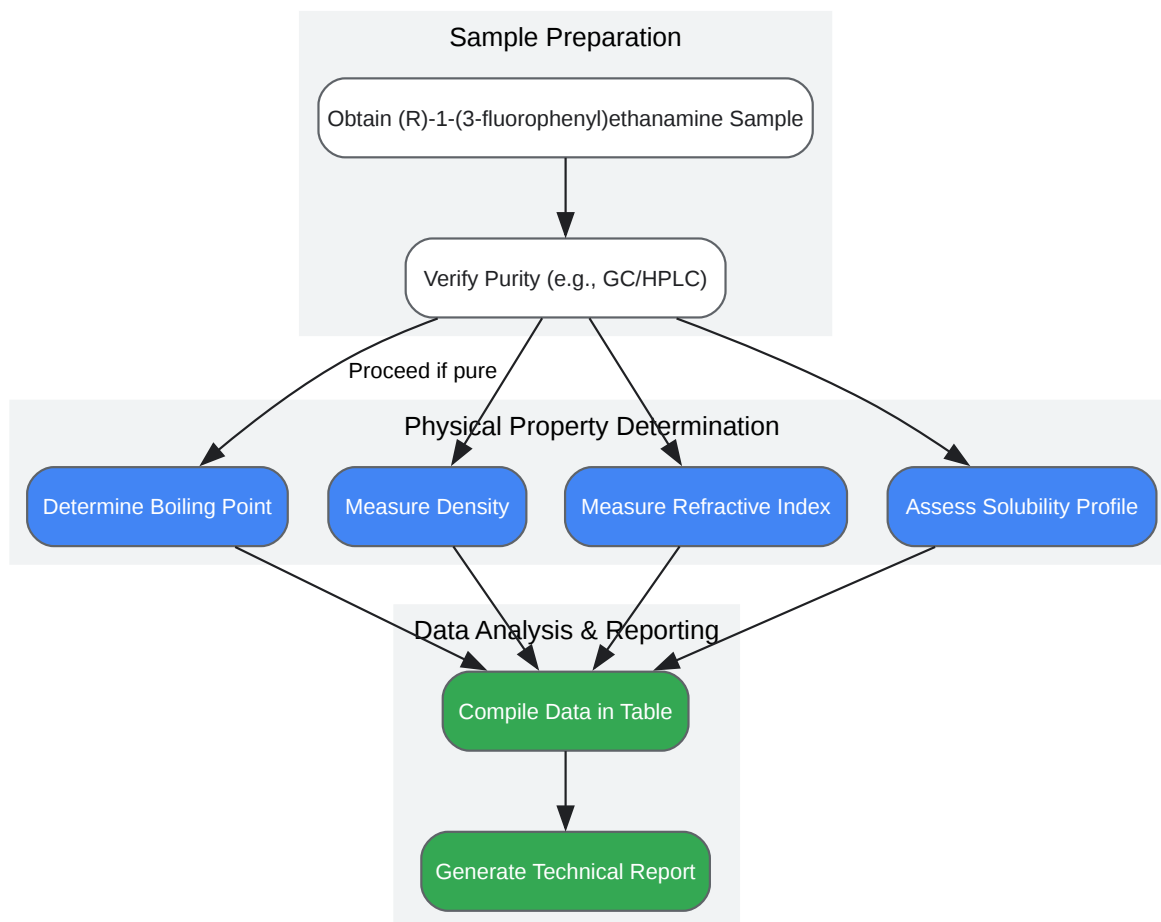 Sample Preparation
Obtain (R)-1-(3-fluorophenyl)ethanamine Sample
Verify Purity (e.g., GC/HPLC)
Proceed if pure
Physical Property Determination
Determine Boiling Point
Measure Density
Measure Refractive Index
Assess Solubility Profile
Data Analysis & Reporting
Compile Data in Table
Generate Technical Report